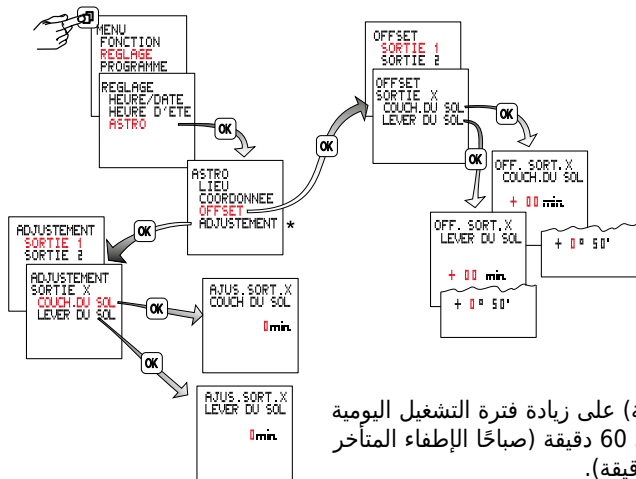 MENU
FONCTION
REGLAGE
PROGRAMME
REGLAGE
HEURE/DATE
HEURE D'ETE
ASTRO
OK
ASTRO
LIEU
COORDONNEE
OFFSET
ADJUSTEMENT *
OK
OFFSET
SORTIE 1
SORTIE 2
OFFSET
SORTIE X
COUCH.DU SOL
LEVER DU SOL
OK
OK
OFF. SORT.X
COUCH.DU SOL
+ 00 min.
+ 0° 50'
OFF. SORT.X
LEVER DU SOL
+ 00 min.
+ 0° 50'
OK
ADJUSTEMENT
SORTIE 1
SORTIE 2
ADJUSTEMENT
SORTIE X
COUCH.DU SOL
LEVER DU SOL
OK
AJUS.SORT.X
COUCH DU SOL
0 min.
OK
AJUS.SORT.X
LEVER DU SOL
0 min.
على زيادة فترة التشغيل اليومية
60 دقيقة (صباحًا الإطفاء المتأخر